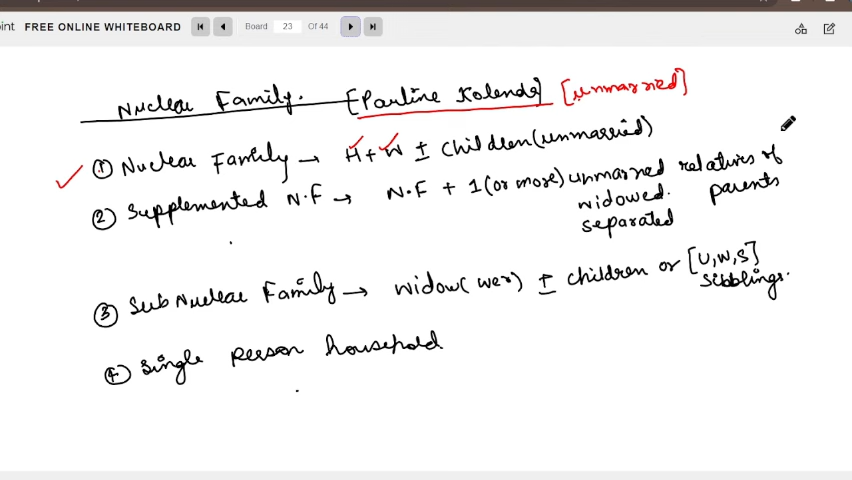 oint FREE ONLINE WHITEBOARD Board 23 Of 44
Nuclear Family. [Pauline Kolenda] [unmarried]
① Nuclear Family → H + W ± children (unmarried)
② Supplemented N.F → N.F + 1 (or more) unmarried relatives of
widowed. parents
separated
③ Sub Nuclear Family → widow(wer) ± children or [U, W, S]
sibblings.
④ Single Person household